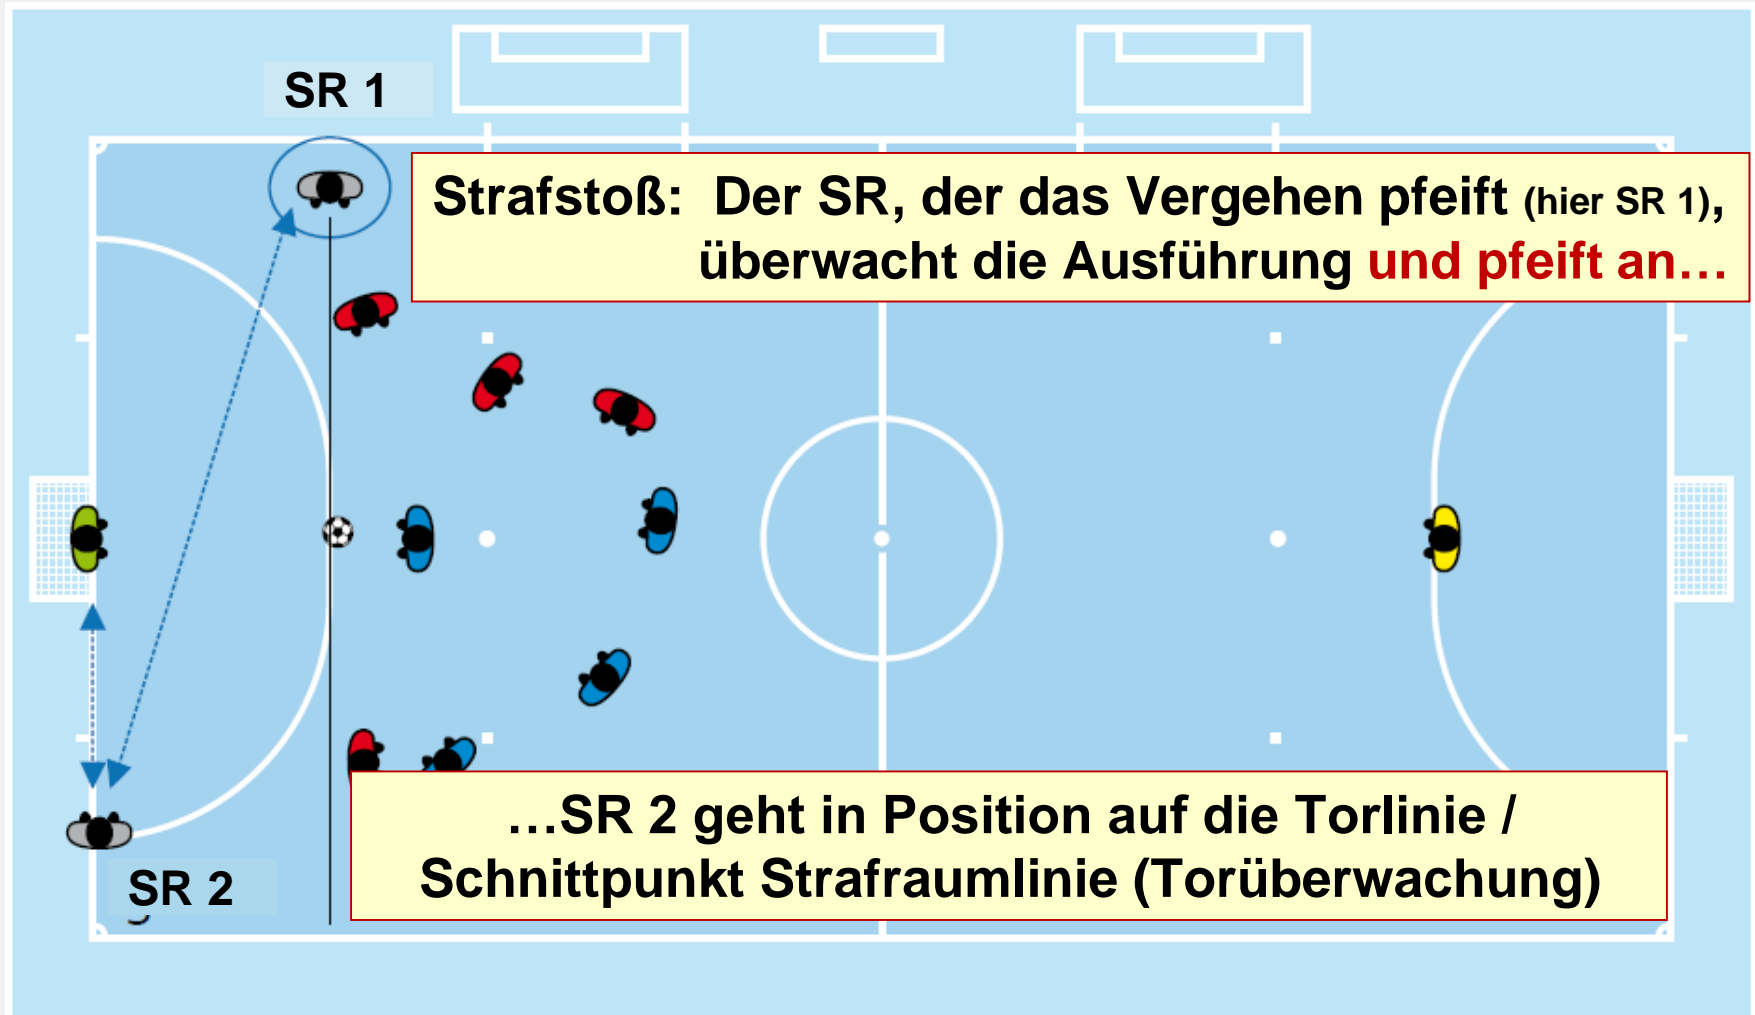 SR 1
Strafstoß: Der SR, der das Vergehen pfeift (hier SR 1),
überwacht die Ausführung und pfeift an…
…SR 2 geht in Position auf die Torlinie /
Schnittpunkt Strafraumlinie (Torüberwachung)
SR 2